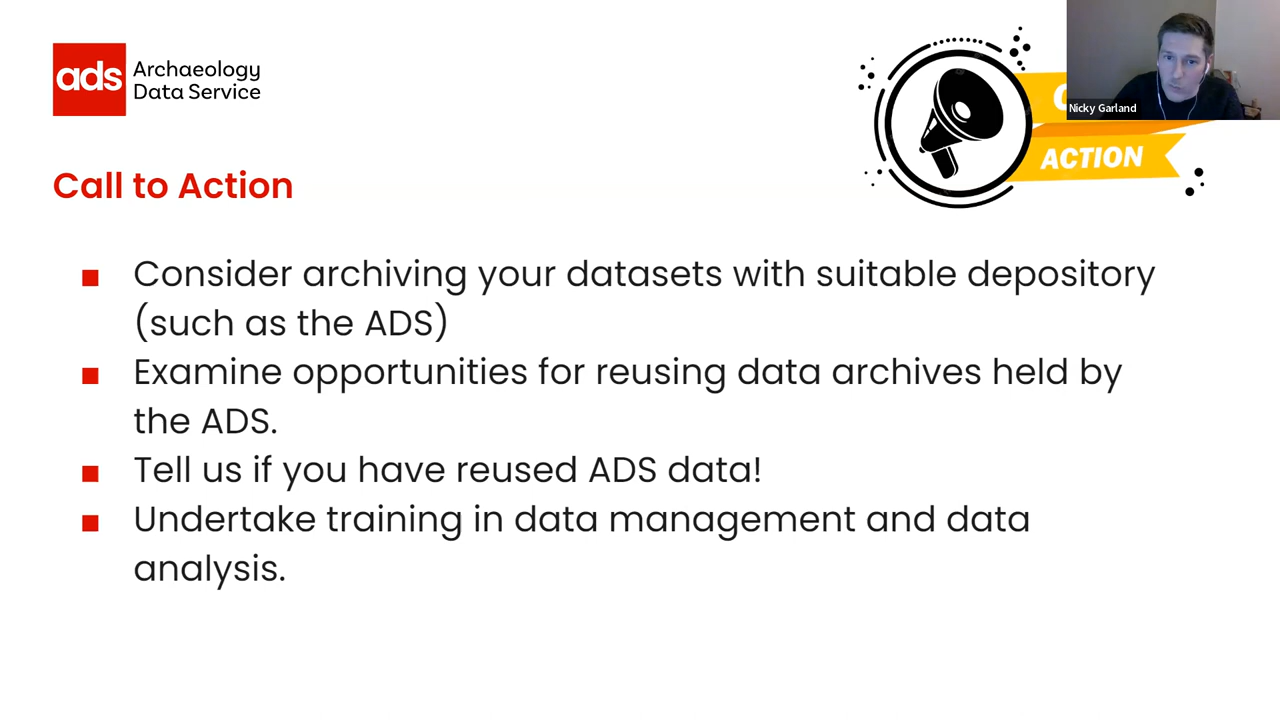 ads
Archaeology
Data Service
Nicky Garland
ACTION
Call to Action
Consider archiving your datasets with suitable depository
(such as the ADS)
Examine opportunities for reusing data archives held by
the ADS.
Tell us if you have reused ADS data!
Undertake training in data management and data
analysis.